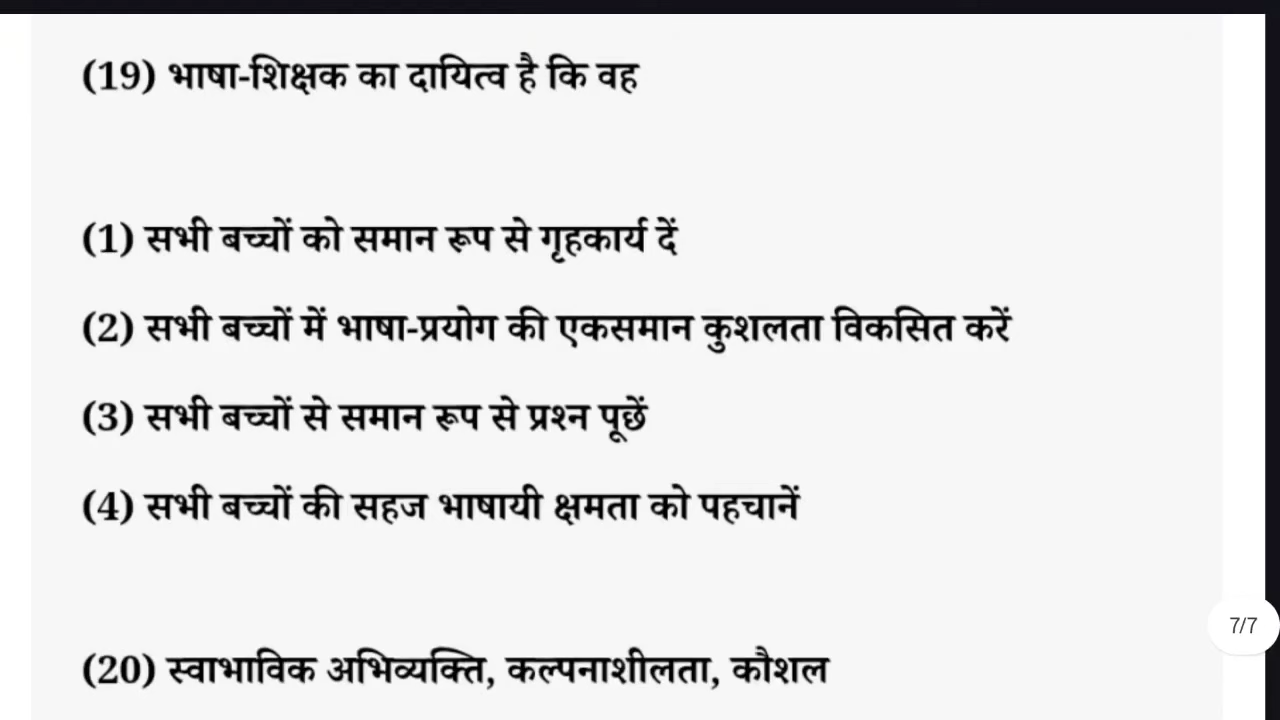 (19) भाषा-शिक्षक का दायित्व है कि वह
(1) सभी बच्चों को समान रूप से गृहकार्य दें
(2) सभी बच्चों में भाषा-प्रयोग की एकसमान कुशलता विकसित करें
(3) सभी बच्चों से समान रूप से प्रश्न पूछें
(4) सभी बच्चों की सहज भाषायी क्षमता को पहचानें
7/7
(20) स्वाभाविक अभिव्यक्ति, कल्पनाशीलता, कौशल